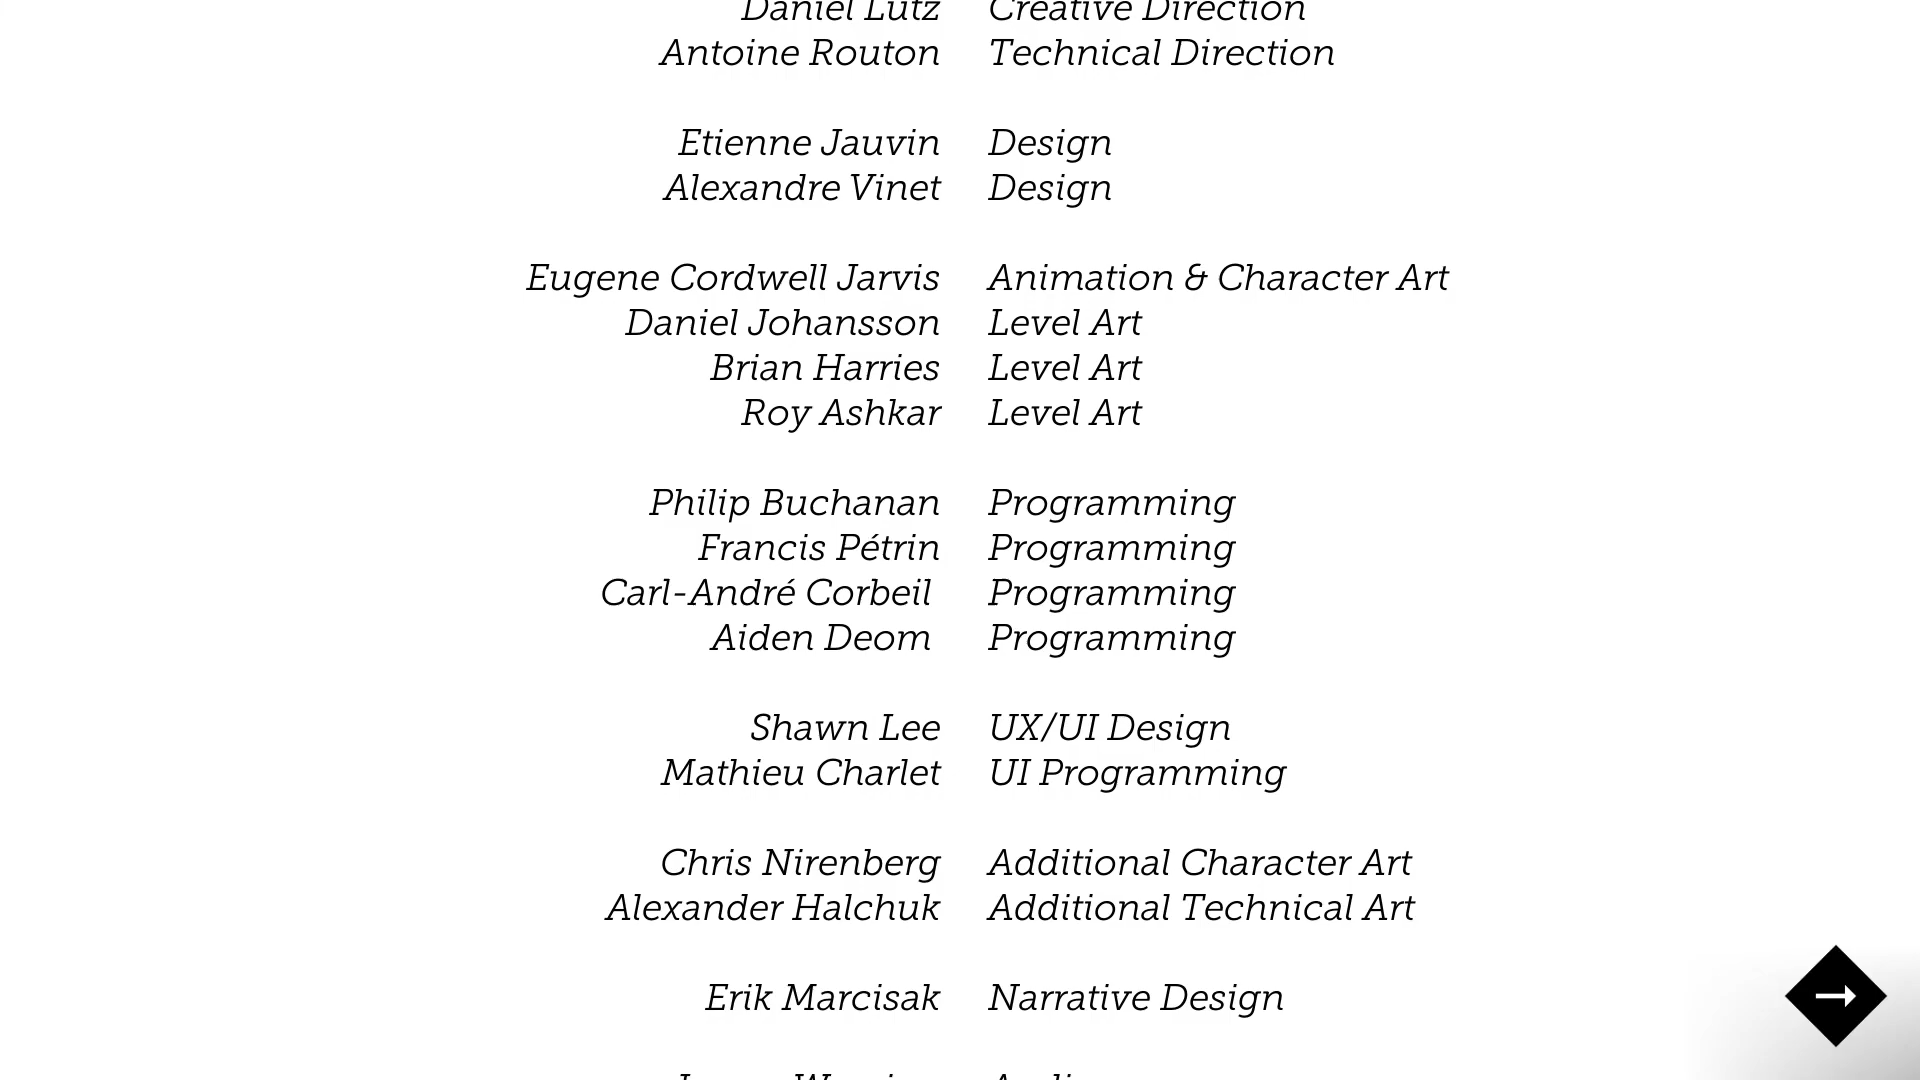 Daniel Lutz Creative Direction
Antoine Routon Technical Direction
Etienne Jauvin Design
Alexandre Vinet Design
Eugene Cordwell Jarvis Animation & Character Art
Daniel Johansson Level Art
Brian Harries Level Art
Roy Ashkar Level Art
Philip Buchanan Programming
Francis Pétrin Programming
Carl-André Corbeil Programming
Aiden Deom Programming
Shawn Lee UX/UI Design
Mathieu Charlet UI Programming
Chris Nirenberg Additional Character Art
Alexander Halchuk Additional Technical Art
Erik Marcisak Narrative Design